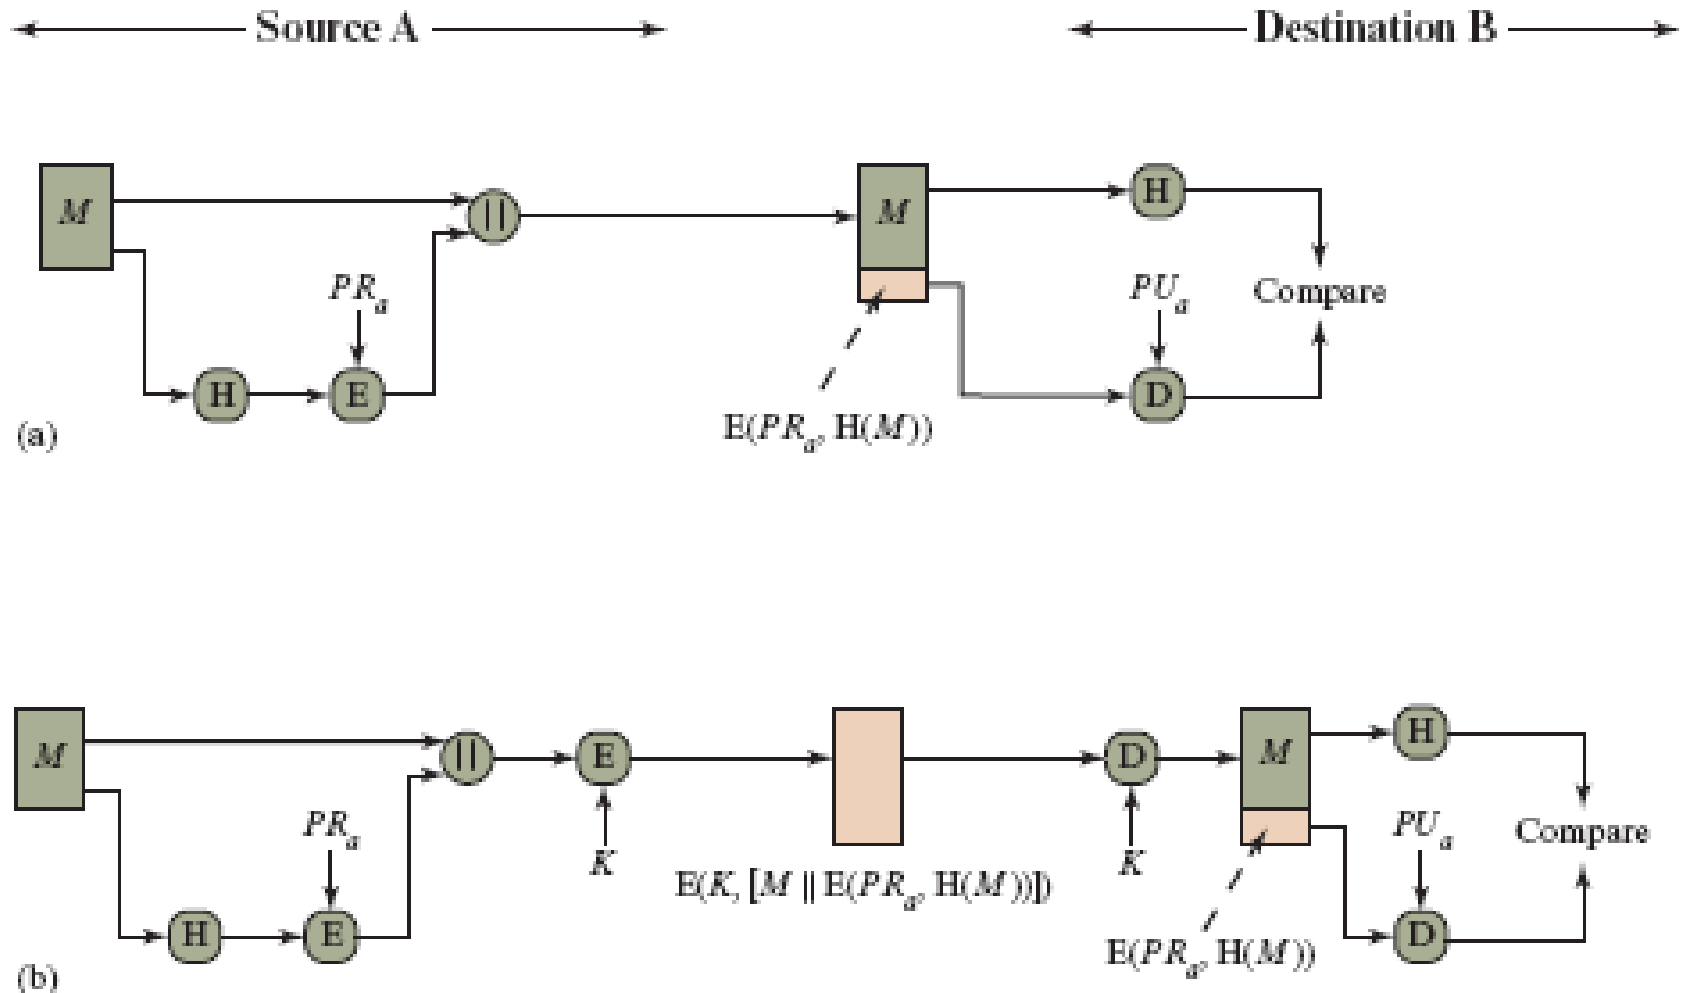 Source A
Destination B
M
||
M
H
PR_a
PU_a
Compare
H
E
D
E(PR_a, H(M))
(a)
M
||
E
D
M
H
PR_a
K
K
PU_a
Compare
E(K, [M || E(PR_a, H(M))])
H
E
D
E(PR_a, H(M))
(b)